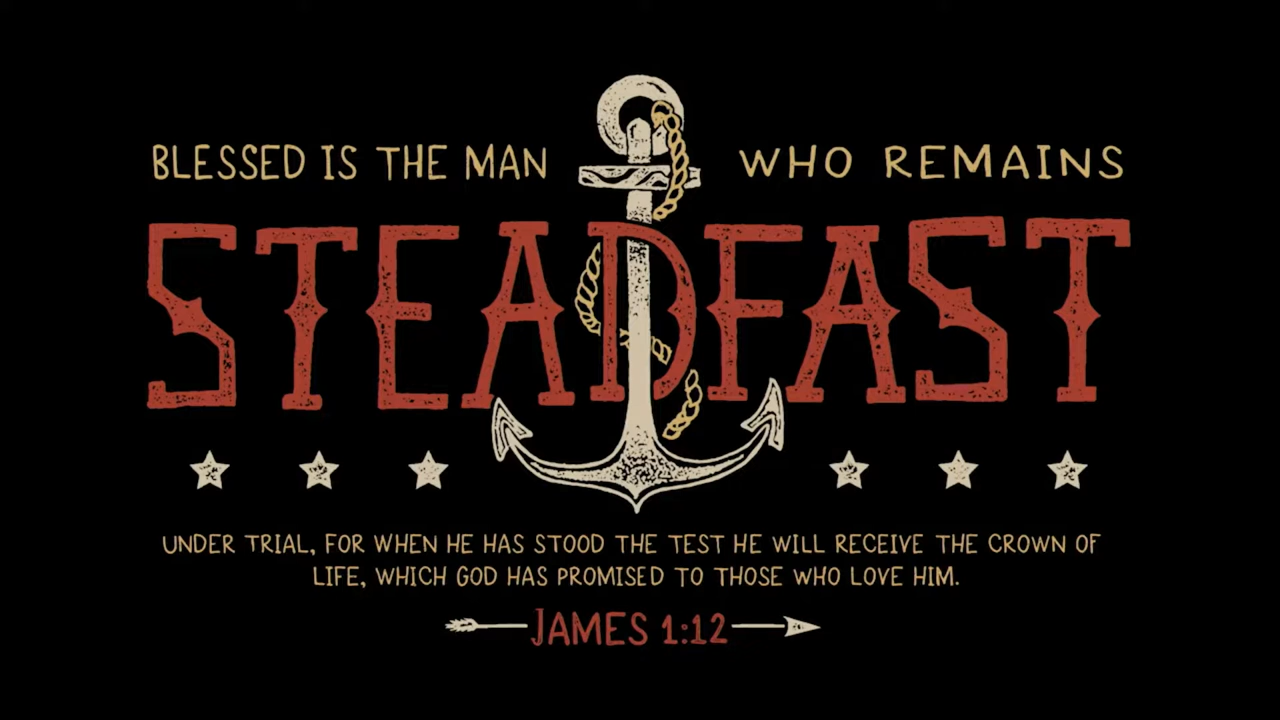 BLESSED IS THE MAN WHO REMAINS
STEADFAST
UNDER TRIAL, FOR WHEN HE HAS STOOD THE TEST HE WILL RECEIVE THE CROWN OF
LIFE, WHICH GOD HAS PROMISED TO THOSE WHO LOVE HIM.
JAMES 1:12